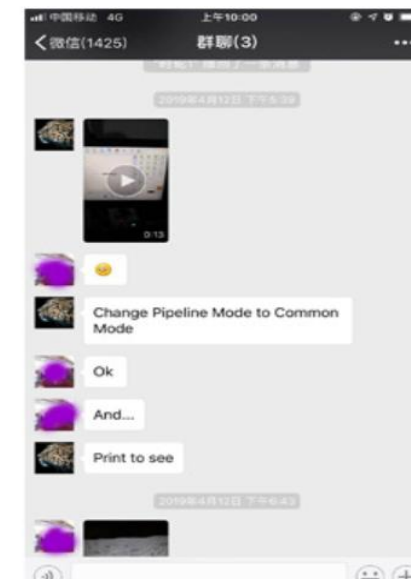 中国移动 4G 上午10:00
微信(1425) 群聊(3)
2019年4月12日 下午5:39
0:13
Change Pipeline Mode to Common
Mode
Ok
And...
Print to see
2019年4月12日 下午6:43